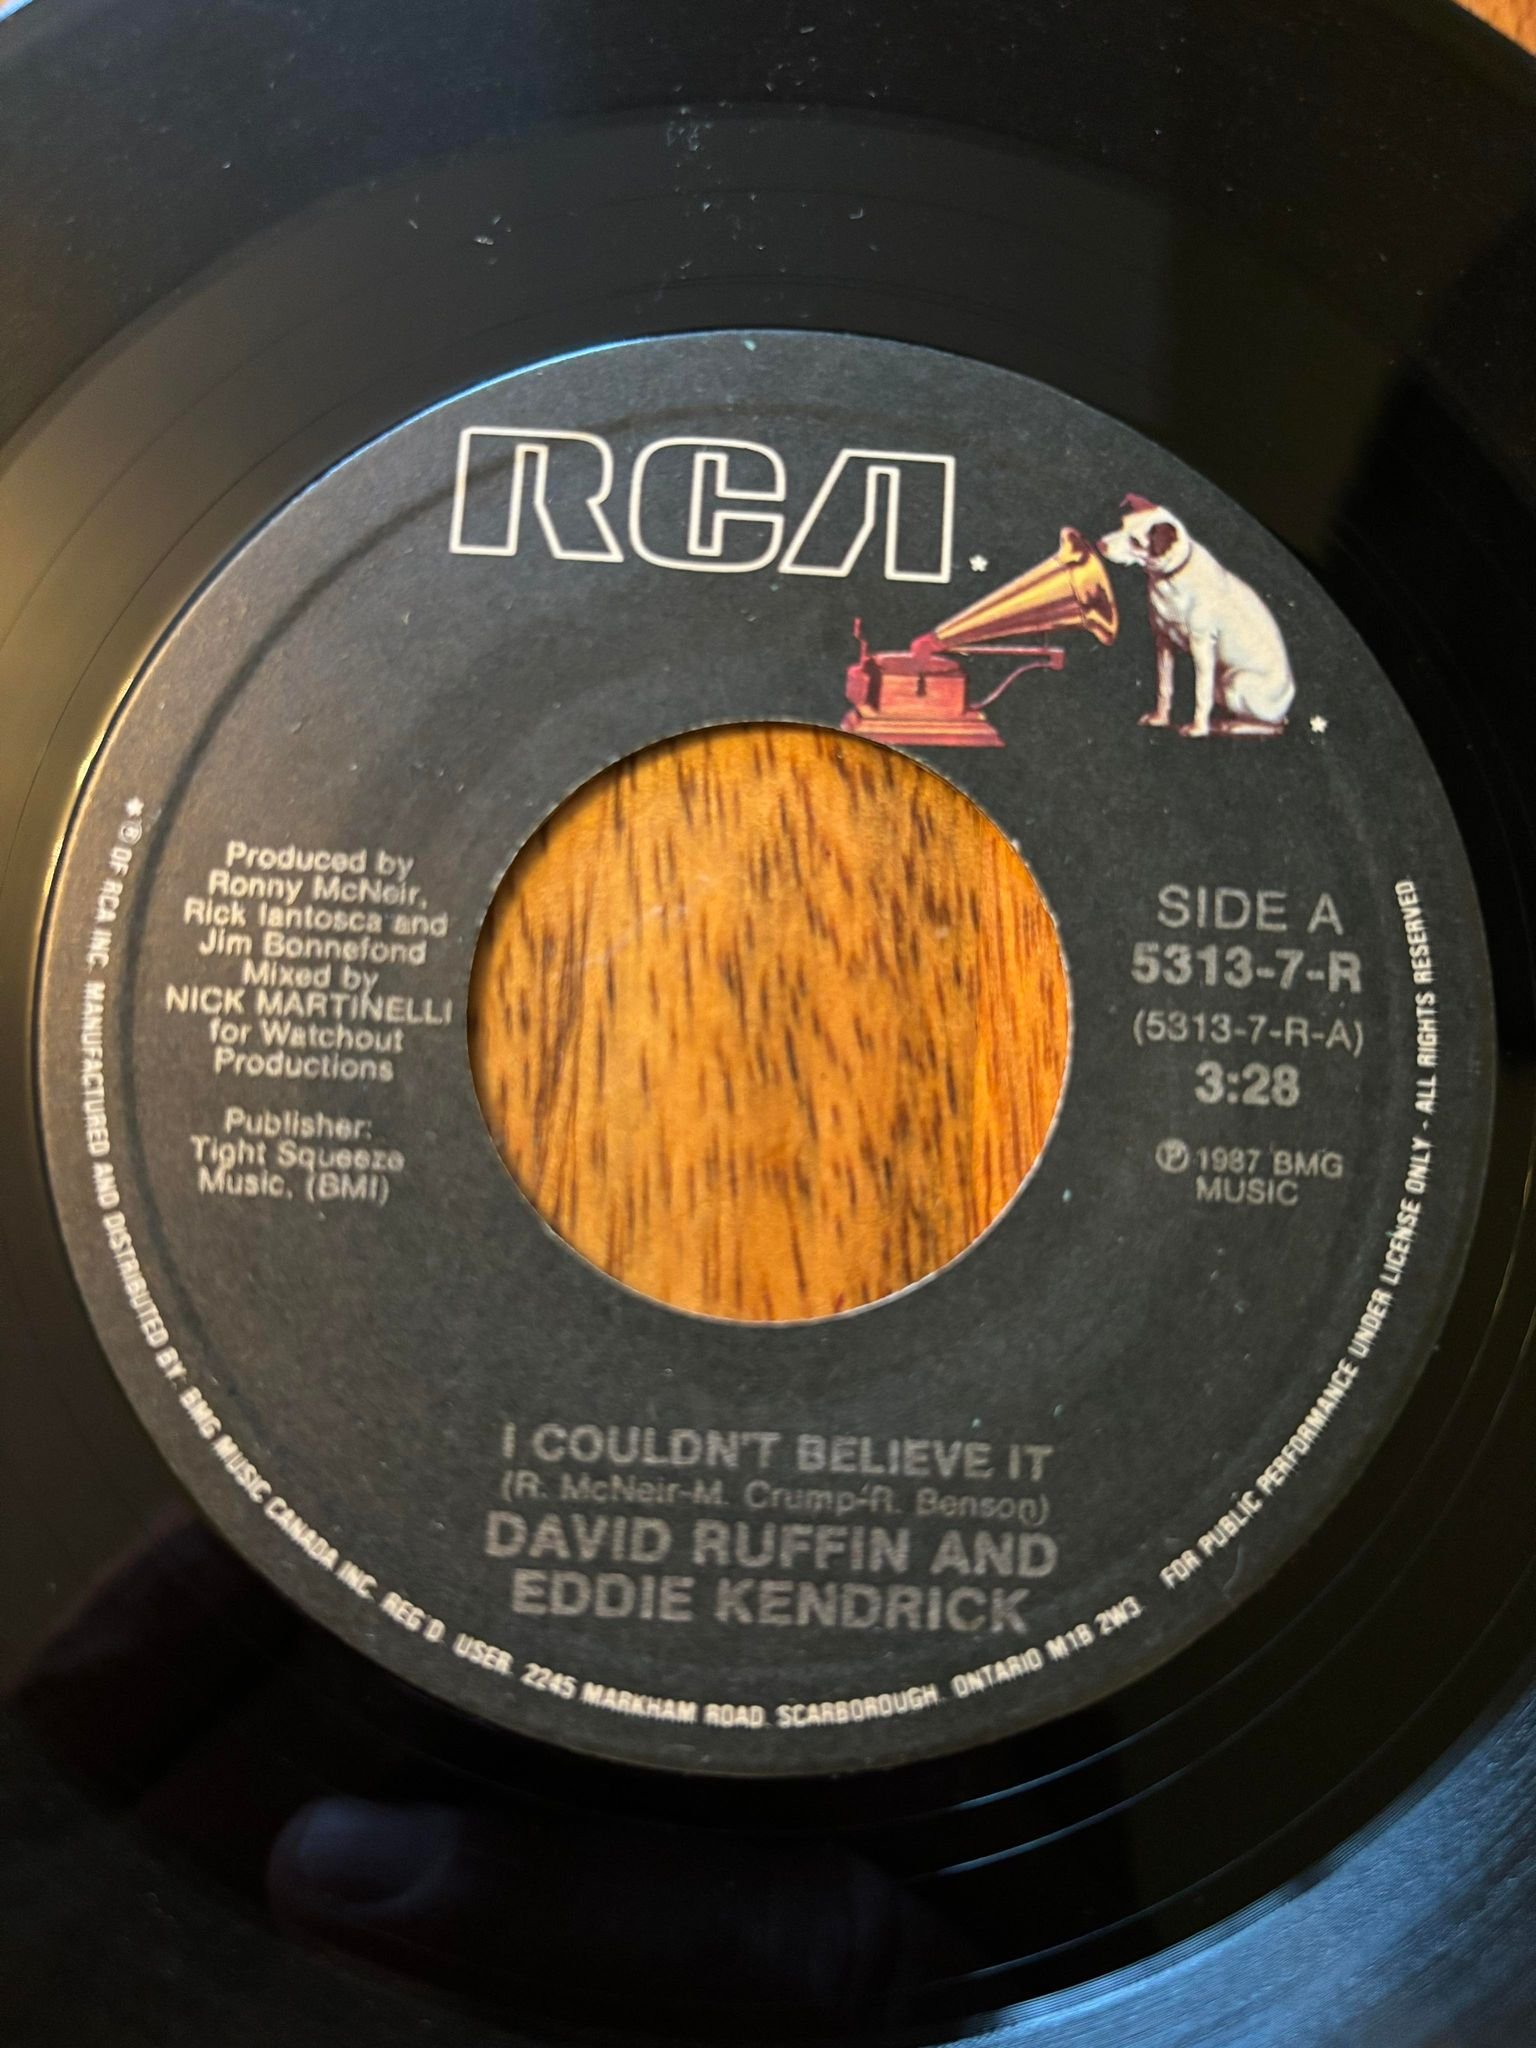 RCA*
*
Produced by
Ronny McNeir,
Rick Iantosca and
Jim Bonnefond
Mixed by
NICK MARTINELLI
for Watchout
Productions
Publisher:
Tight Squeeze
Music, (BMI)
SIDE A
5313-7-R
(5313-7-R-A)
3:28
Ⓟ 1987 BMG
MUSIC
I COULDN'T BELIEVE IT
(R. McNeir-M. Crump-R. Benson)
DAVID RUFFIN AND
EDDIE KENDRICK
* ® OF RCA INC. MANUFACTURED AND DISTRIBUTED BY: BMG MUSIC CANADA INC. REG'D. USER. 2245 MARKHAM ROAD, SCARBOROUGH, ONTARIO M1B 2W3. FOR PUBLIC PERFORMANCE UNDER LICENSE ONLY - ALL RIGHTS RESERVED